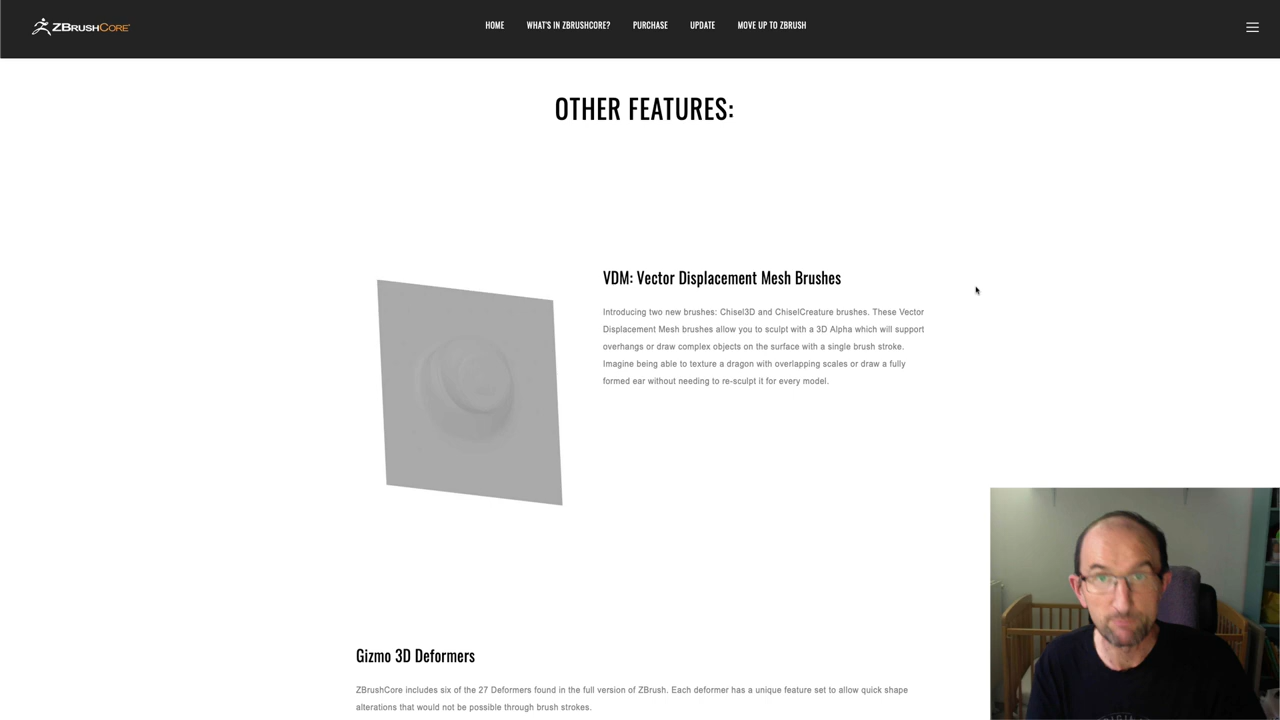 ZBRUSHCORE
HOME
WHAT'S IN ZBRUSHCORE?
PURCHASE
UPDATE
MOVE UP TO ZBRUSH
OTHER FEATURES:
VDM: Vector Displacement Mesh Brushes
Introducing two new brushes: Chisel3D and ChiselCreature brushes. These Vector
Displacement Mesh brushes allow you to sculpt with a 3D Alpha which will support
overhangs or draw complex objects on the surface with a single brush stroke.
Imagine being able to texture a dragon with overlapping scales or draw a fully
formed ear without needing to re-sculpt it for every model.
Gizmo 3D Deformers
ZBrushCore includes six of the 27 Deformers found in the full version of ZBrush. Each deformer has a unique feature set to allow quick shape
alterations that would not be possible through brush strokes.